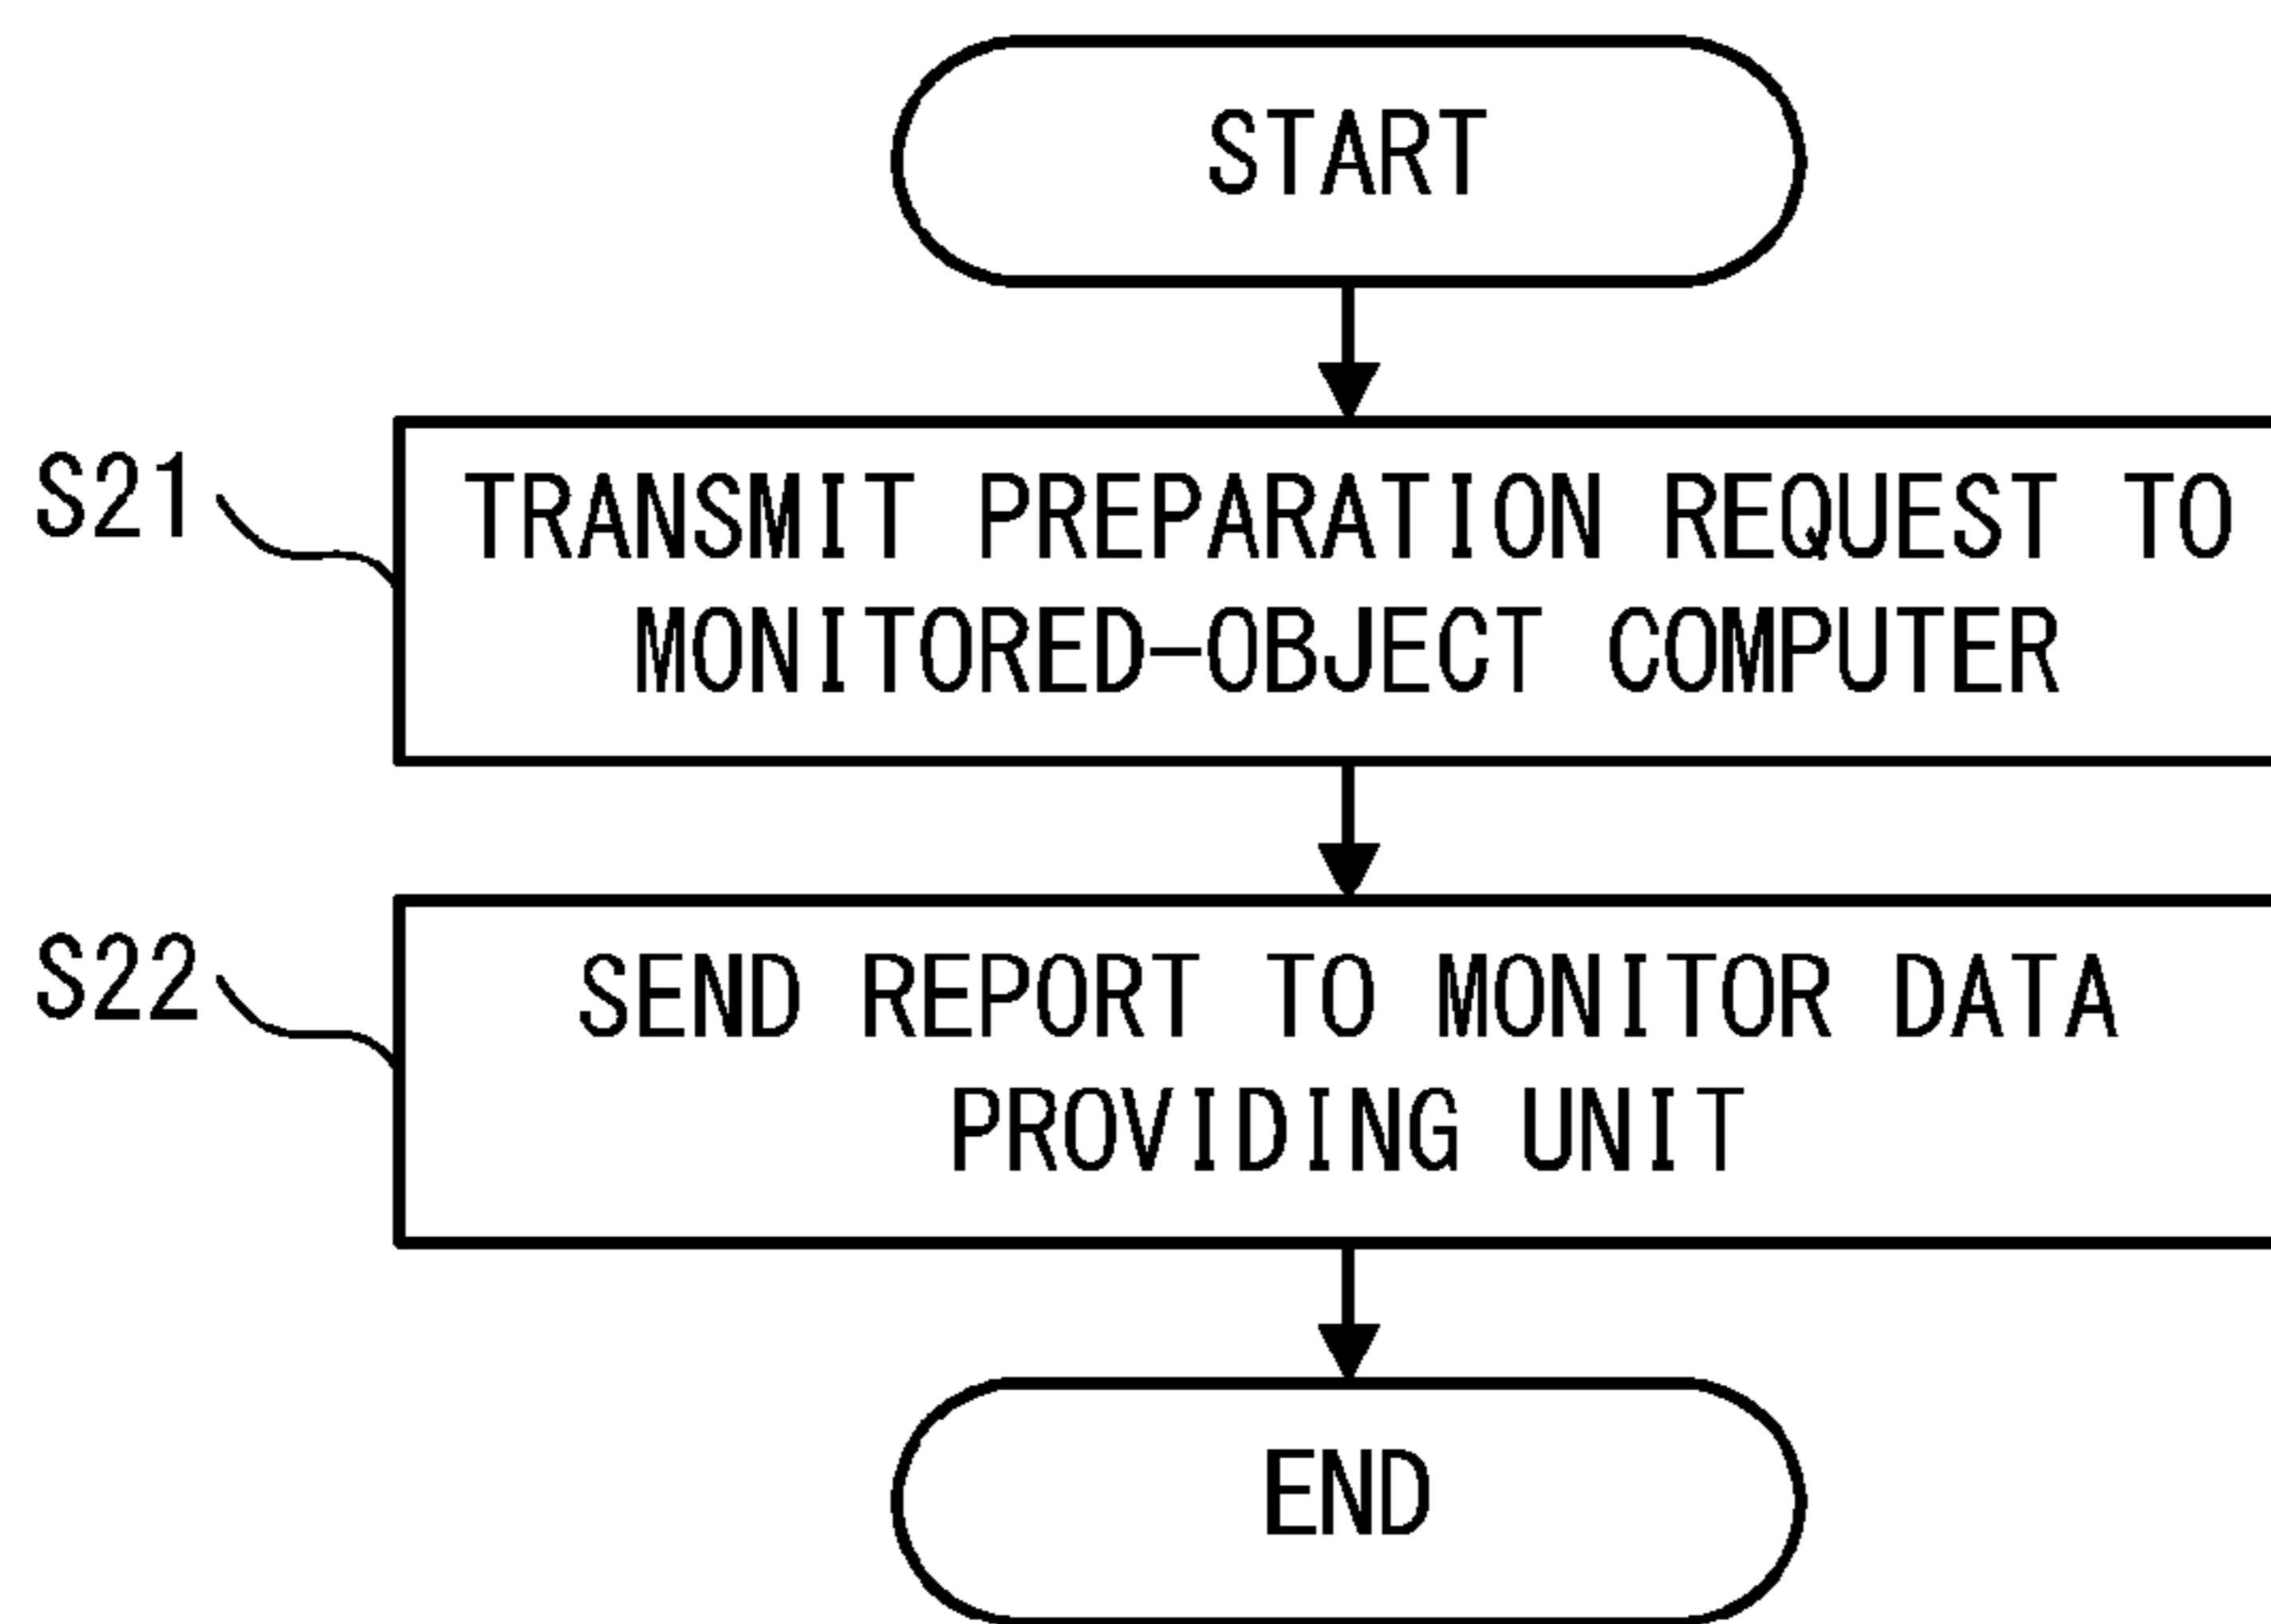 START
S21
TRANSMIT PREPARATION REQUEST TO
MONITORED-OBJECT COMPUTER
S22
SEND REPORT TO MONITOR DATA
PROVIDING UNIT
END